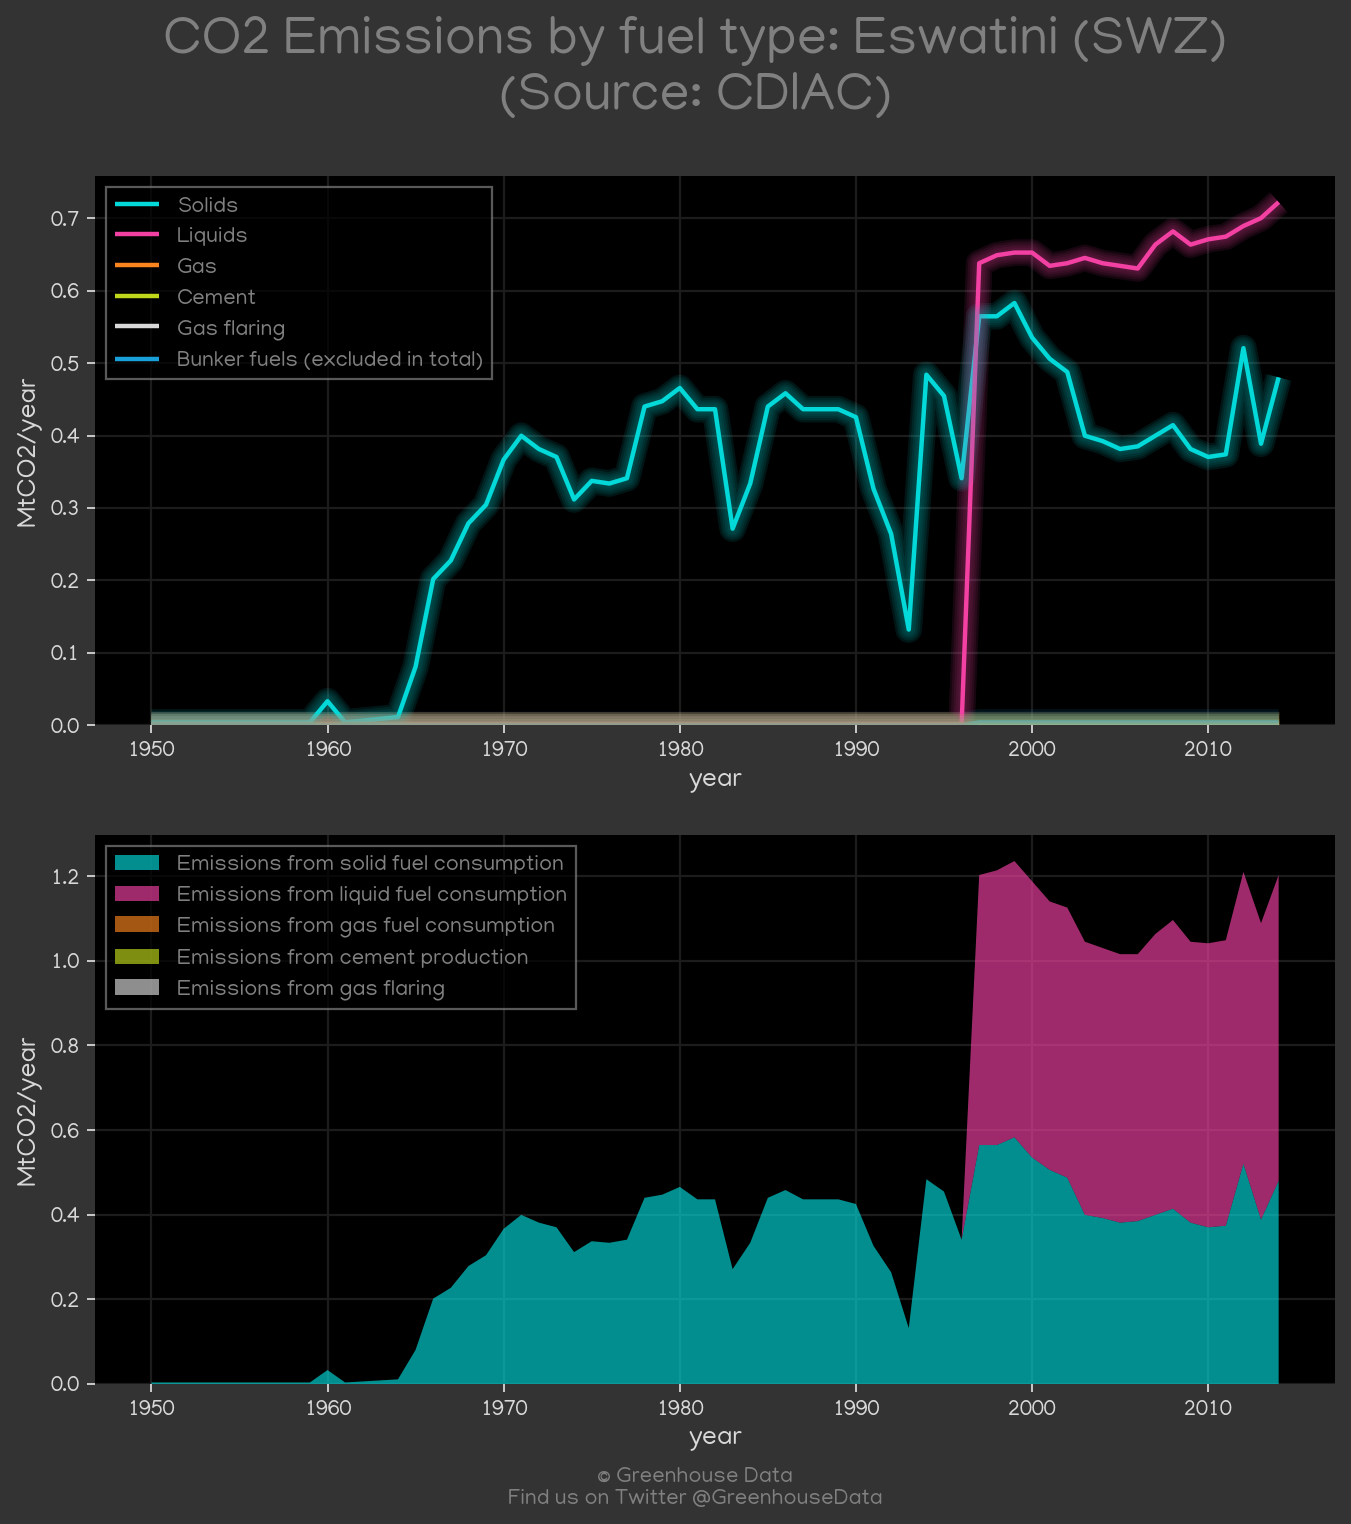 CO2 Emissions by fuel type: Eswatini (SWZ)
(Source: CDIAC)
Solids
Liquids
Gas
Cement
Gas flaring
Bunker fuels (excluded in total)
MtCO2/year
0.7
0.6
0.5
0.4
0.3
0.2
0.1
0.0
1950 1960 1970 1980 1990 2000 2010
year
Emissions from solid fuel consumption
Emissions from liquid fuel consumption
Emissions from gas fuel consumption
Emissions from cement production
Emissions from gas flaring
MtCO2/year
1.2
1.0
0.8
0.6
0.4
0.2
0.0
1950 1960 1970 1980 1990 2000 2010
year
© Greenhouse Data
Find us on Twitter @GreenhouseData